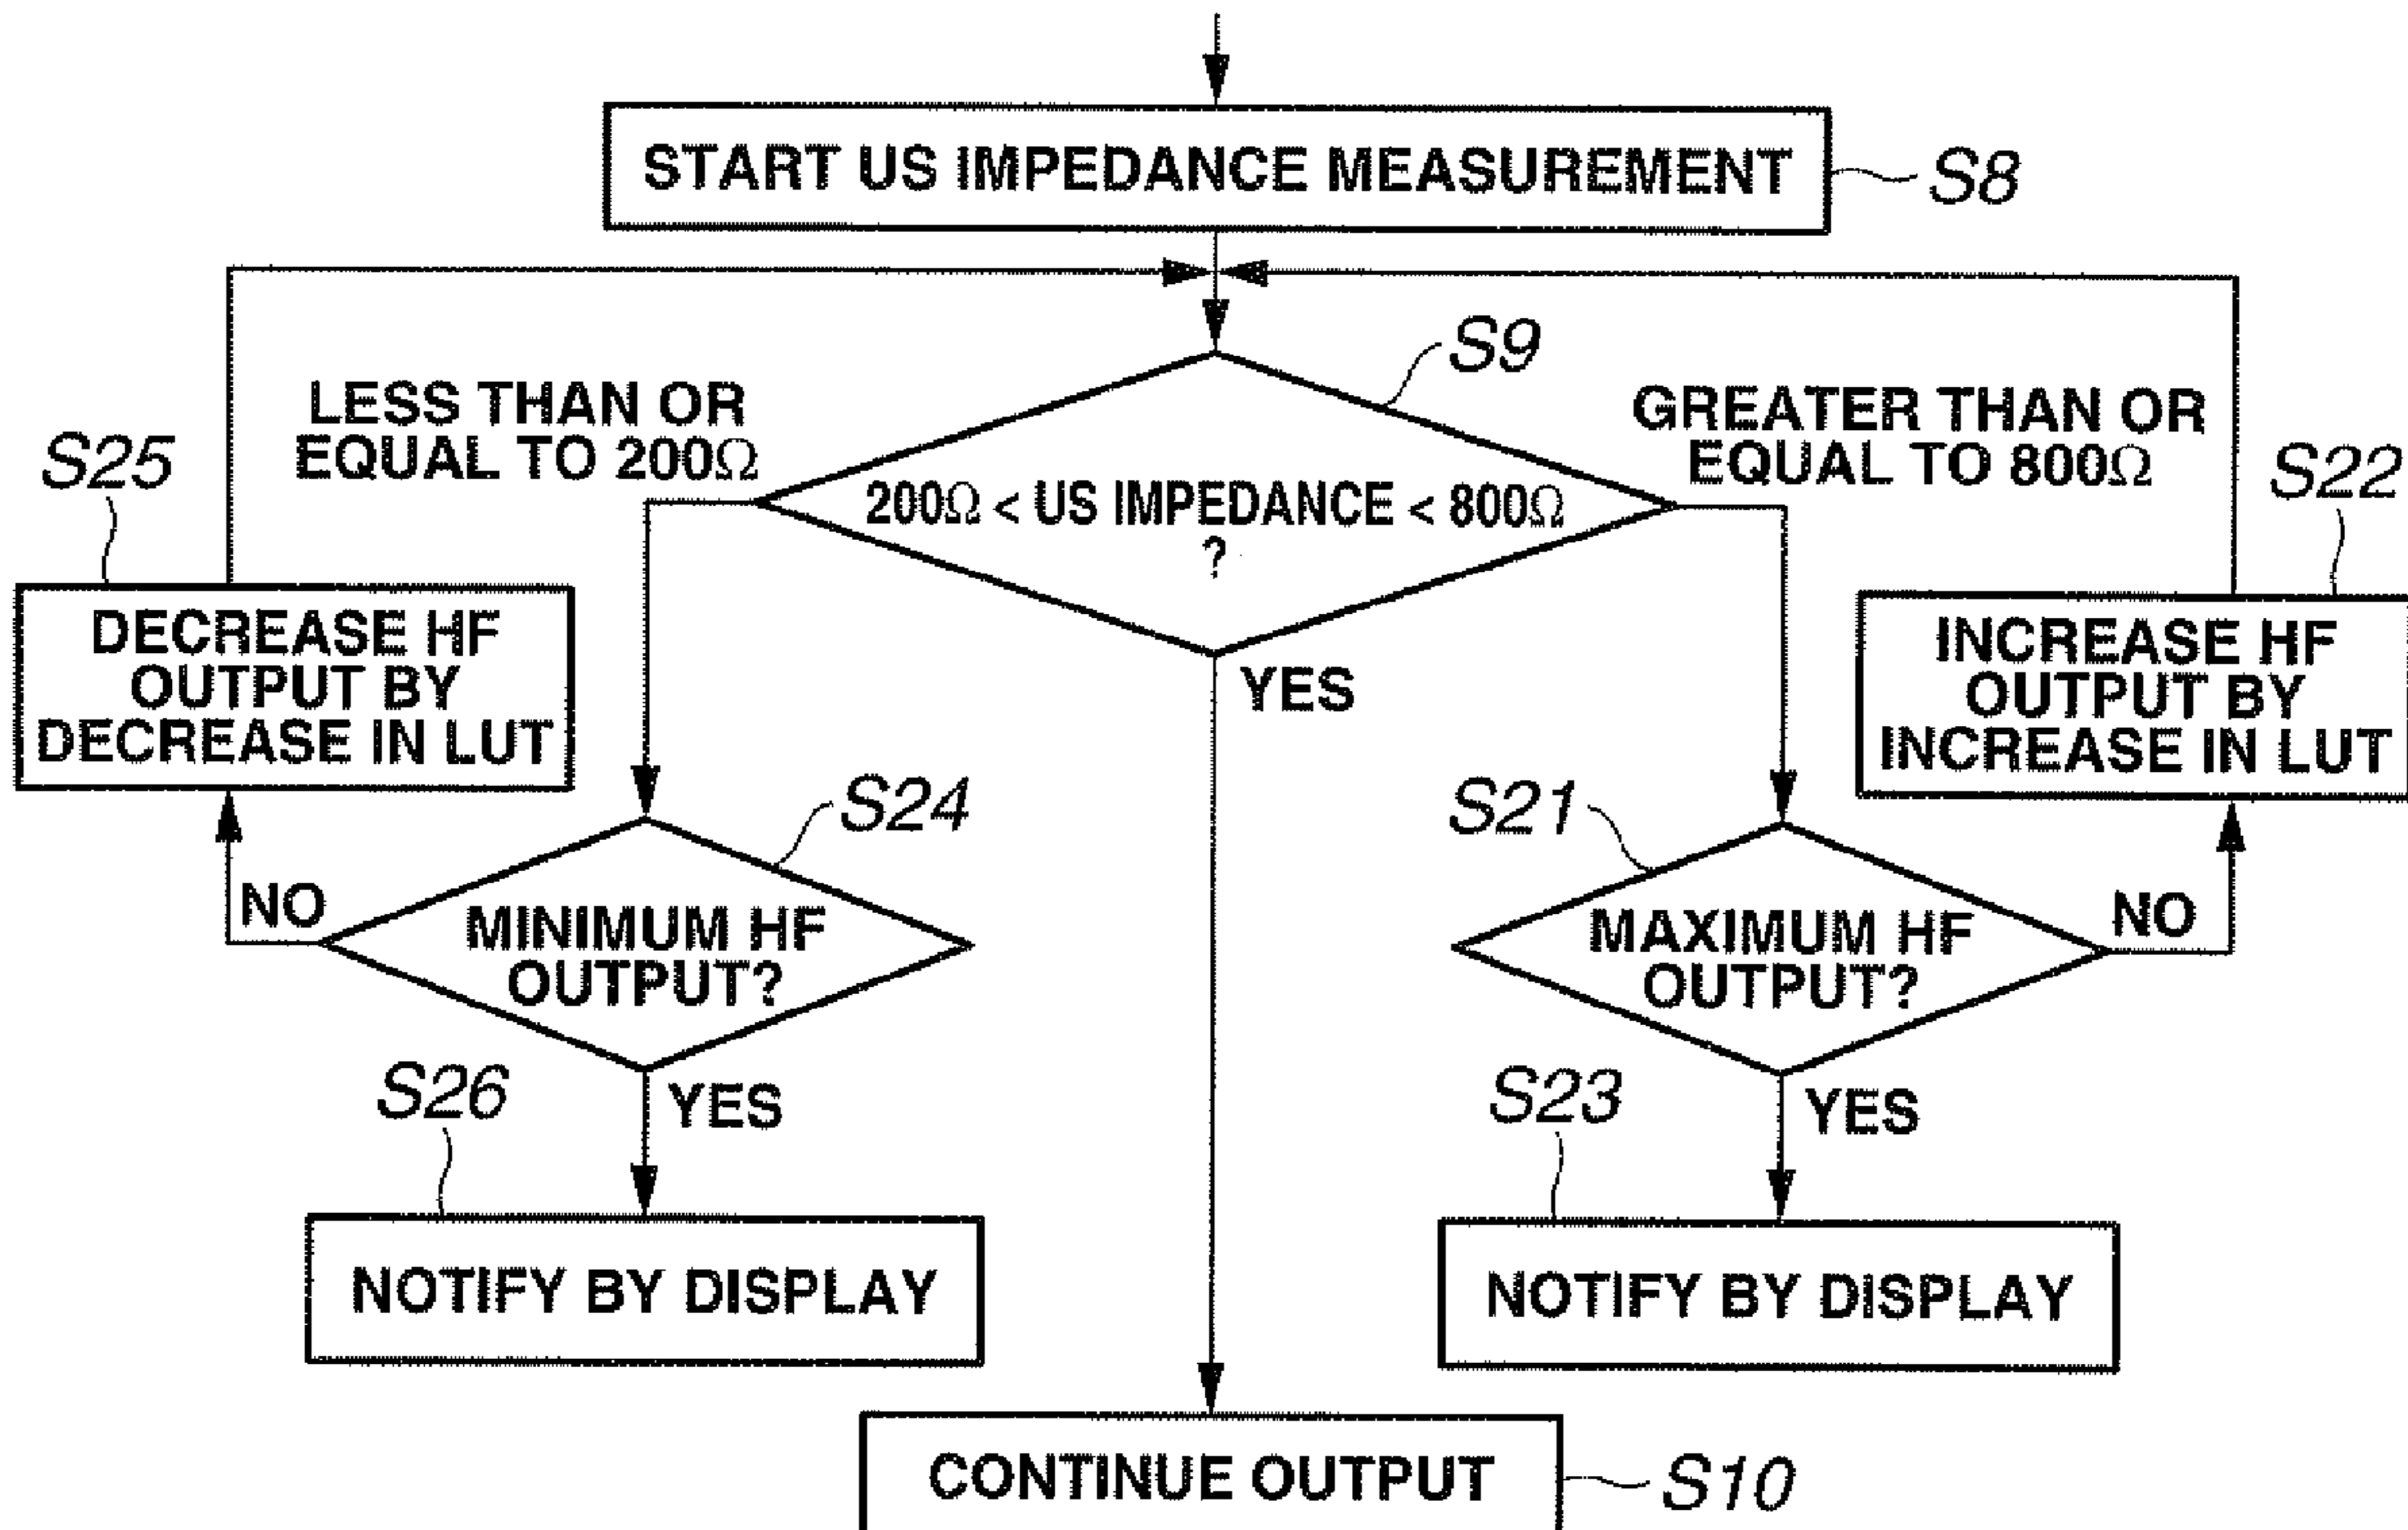 START US IMPEDANCE MEASUREMENT
S8
S9
LESS THAN OR
EQUAL TO 200Ω
GREATER THAN OR
EQUAL TO 800Ω
S25
S22
200Ω < US IMPEDANCE < 800Ω
?
DECREASE HF
OUTPUT BY
DECREASE IN LUT
YES
INCREASE HF
OUTPUT BY
INCREASE IN LUT
S24
S21
NO
MINIMUM HF
OUTPUT?
MAXIMUM HF
OUTPUT?
NO
S26
YES
S23
YES
NOTIFY BY DISPLAY
NOTIFY BY DISPLAY
CONTINUE OUTPUT
S10